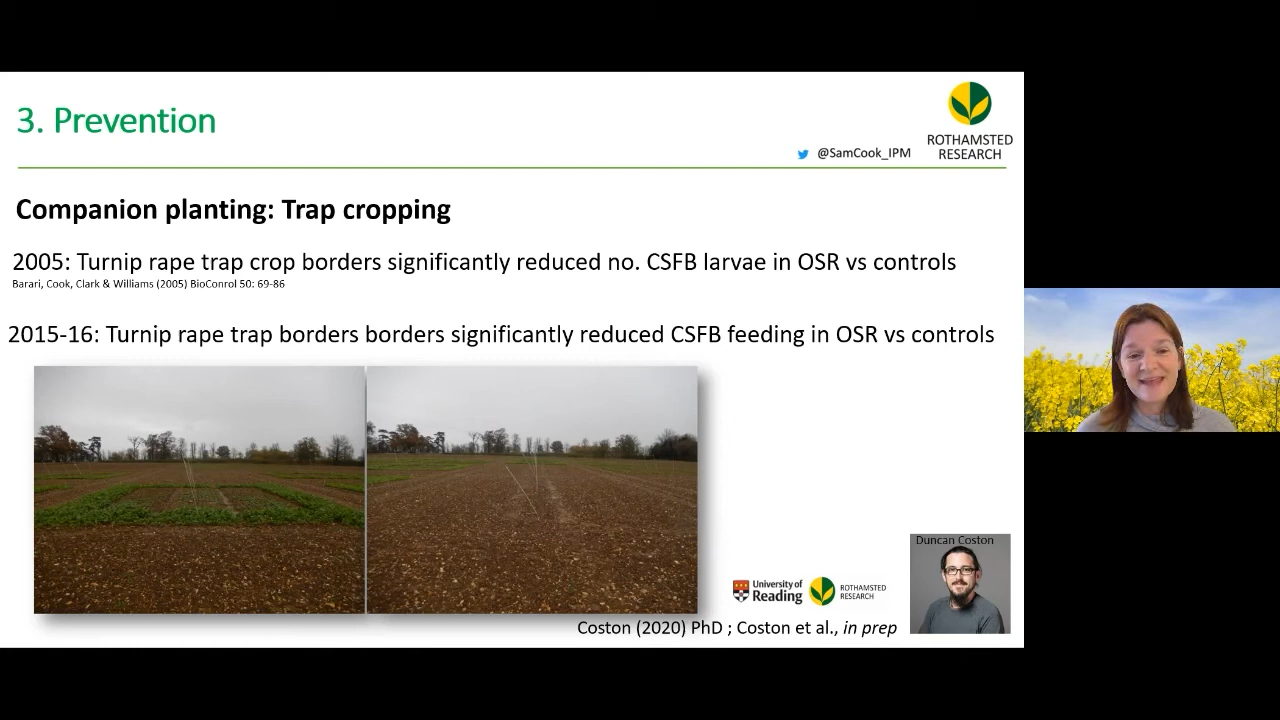 3. Prevention
@SamCook_IPM
ROTHAMSTED
RESEARCH
Companion planting: Trap cropping
2005: Turnip rape trap crop borders significantly reduced no. CSFB larvae in OSR vs controls
Barari, Cook, Clark & Williams (2005) BioConrol 50: 69-86
2015-16: Turnip rape trap borders borders significantly reduced CSFB feeding in OSR vs controls
Duncan Coston
University of
Reading
ROTHAMSTED
RESEARCH
Coston (2020) PhD ; Coston et al., in prep